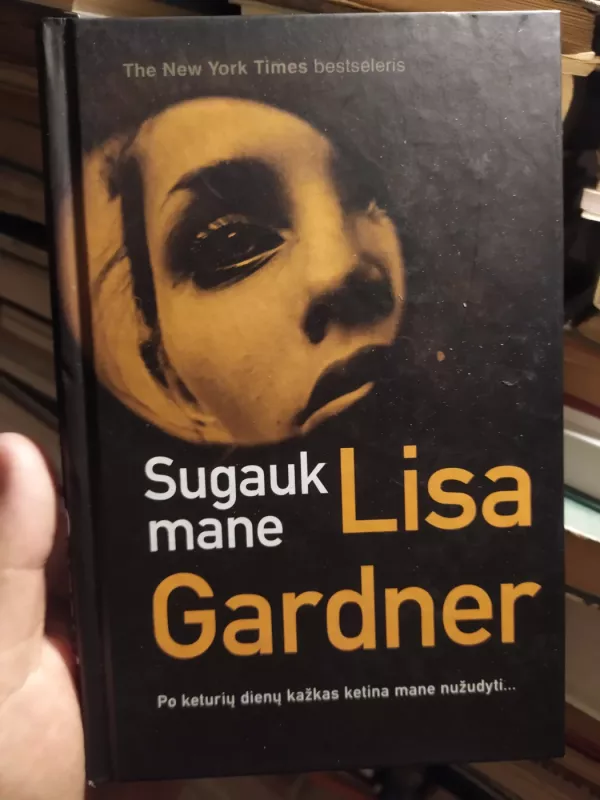 The New York Times bestseleris
Sugauk
mane
Lisa
Gardner
Po keturių dienų kažkas ketina mane nužudyti...